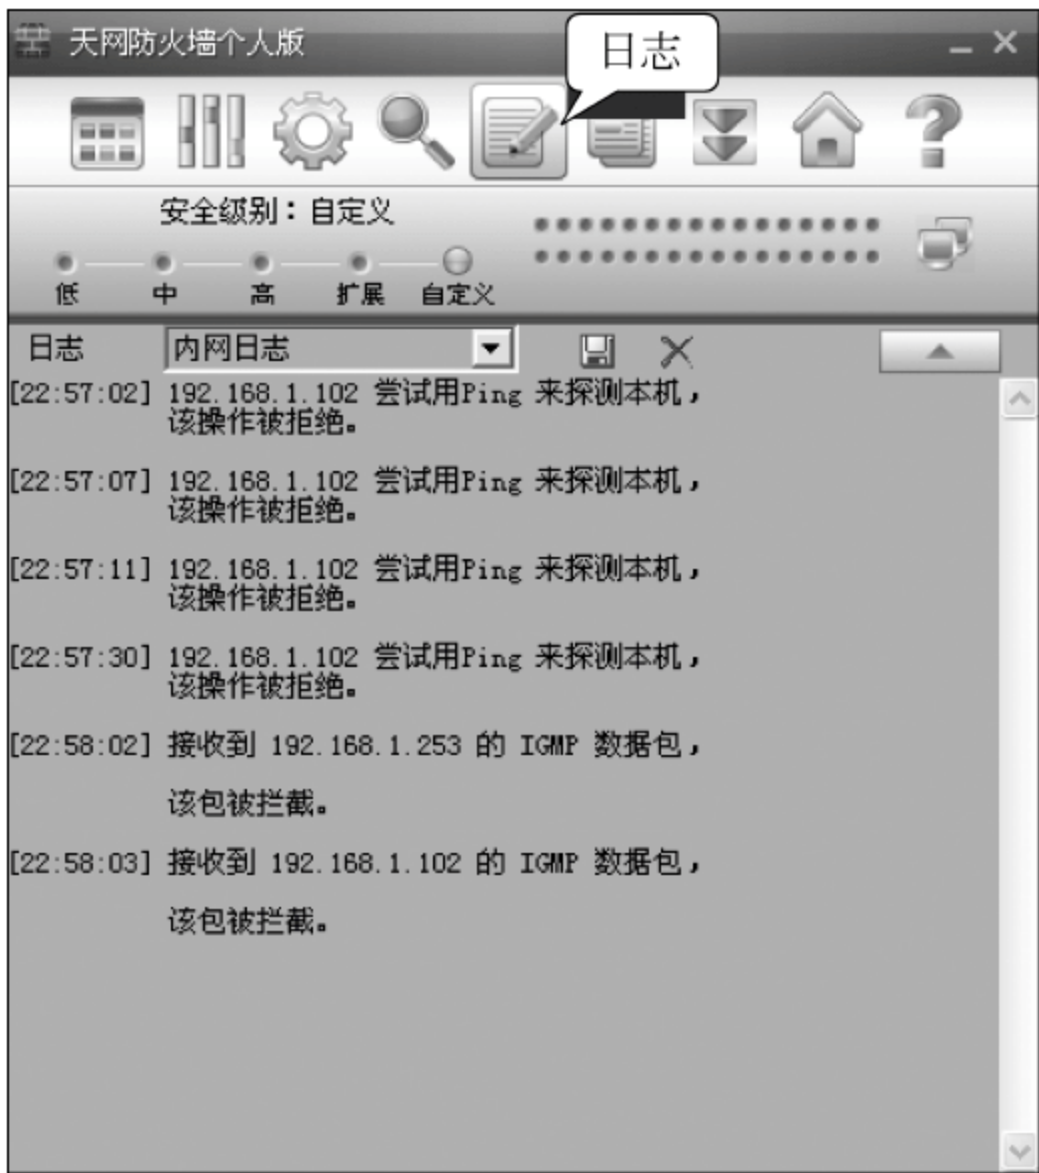 天网防火墙个人版
日志
安全级别：自定义
低 中 高 扩展 自定义
日志 内网日志
[22:57:02] 192.168.1.102 尝试用Ping 来探测本机，
该操作被拒绝。
[22:57:07] 192.168.1.102 尝试用Ping 来探测本机，
该操作被拒绝。
[22:57:11] 192.168.1.102 尝试用Ping 来探测本机，
该操作被拒绝。
[22:57:30] 192.168.1.102 尝试用Ping 来探测本机，
该操作被拒绝。
[22:58:02] 接收到 192.168.1.253 的 IGMP 数据包，
该包被拦截。
[22:58:03] 接收到 192.168.1.102 的 IGMP 数据包，
该包被拦截。